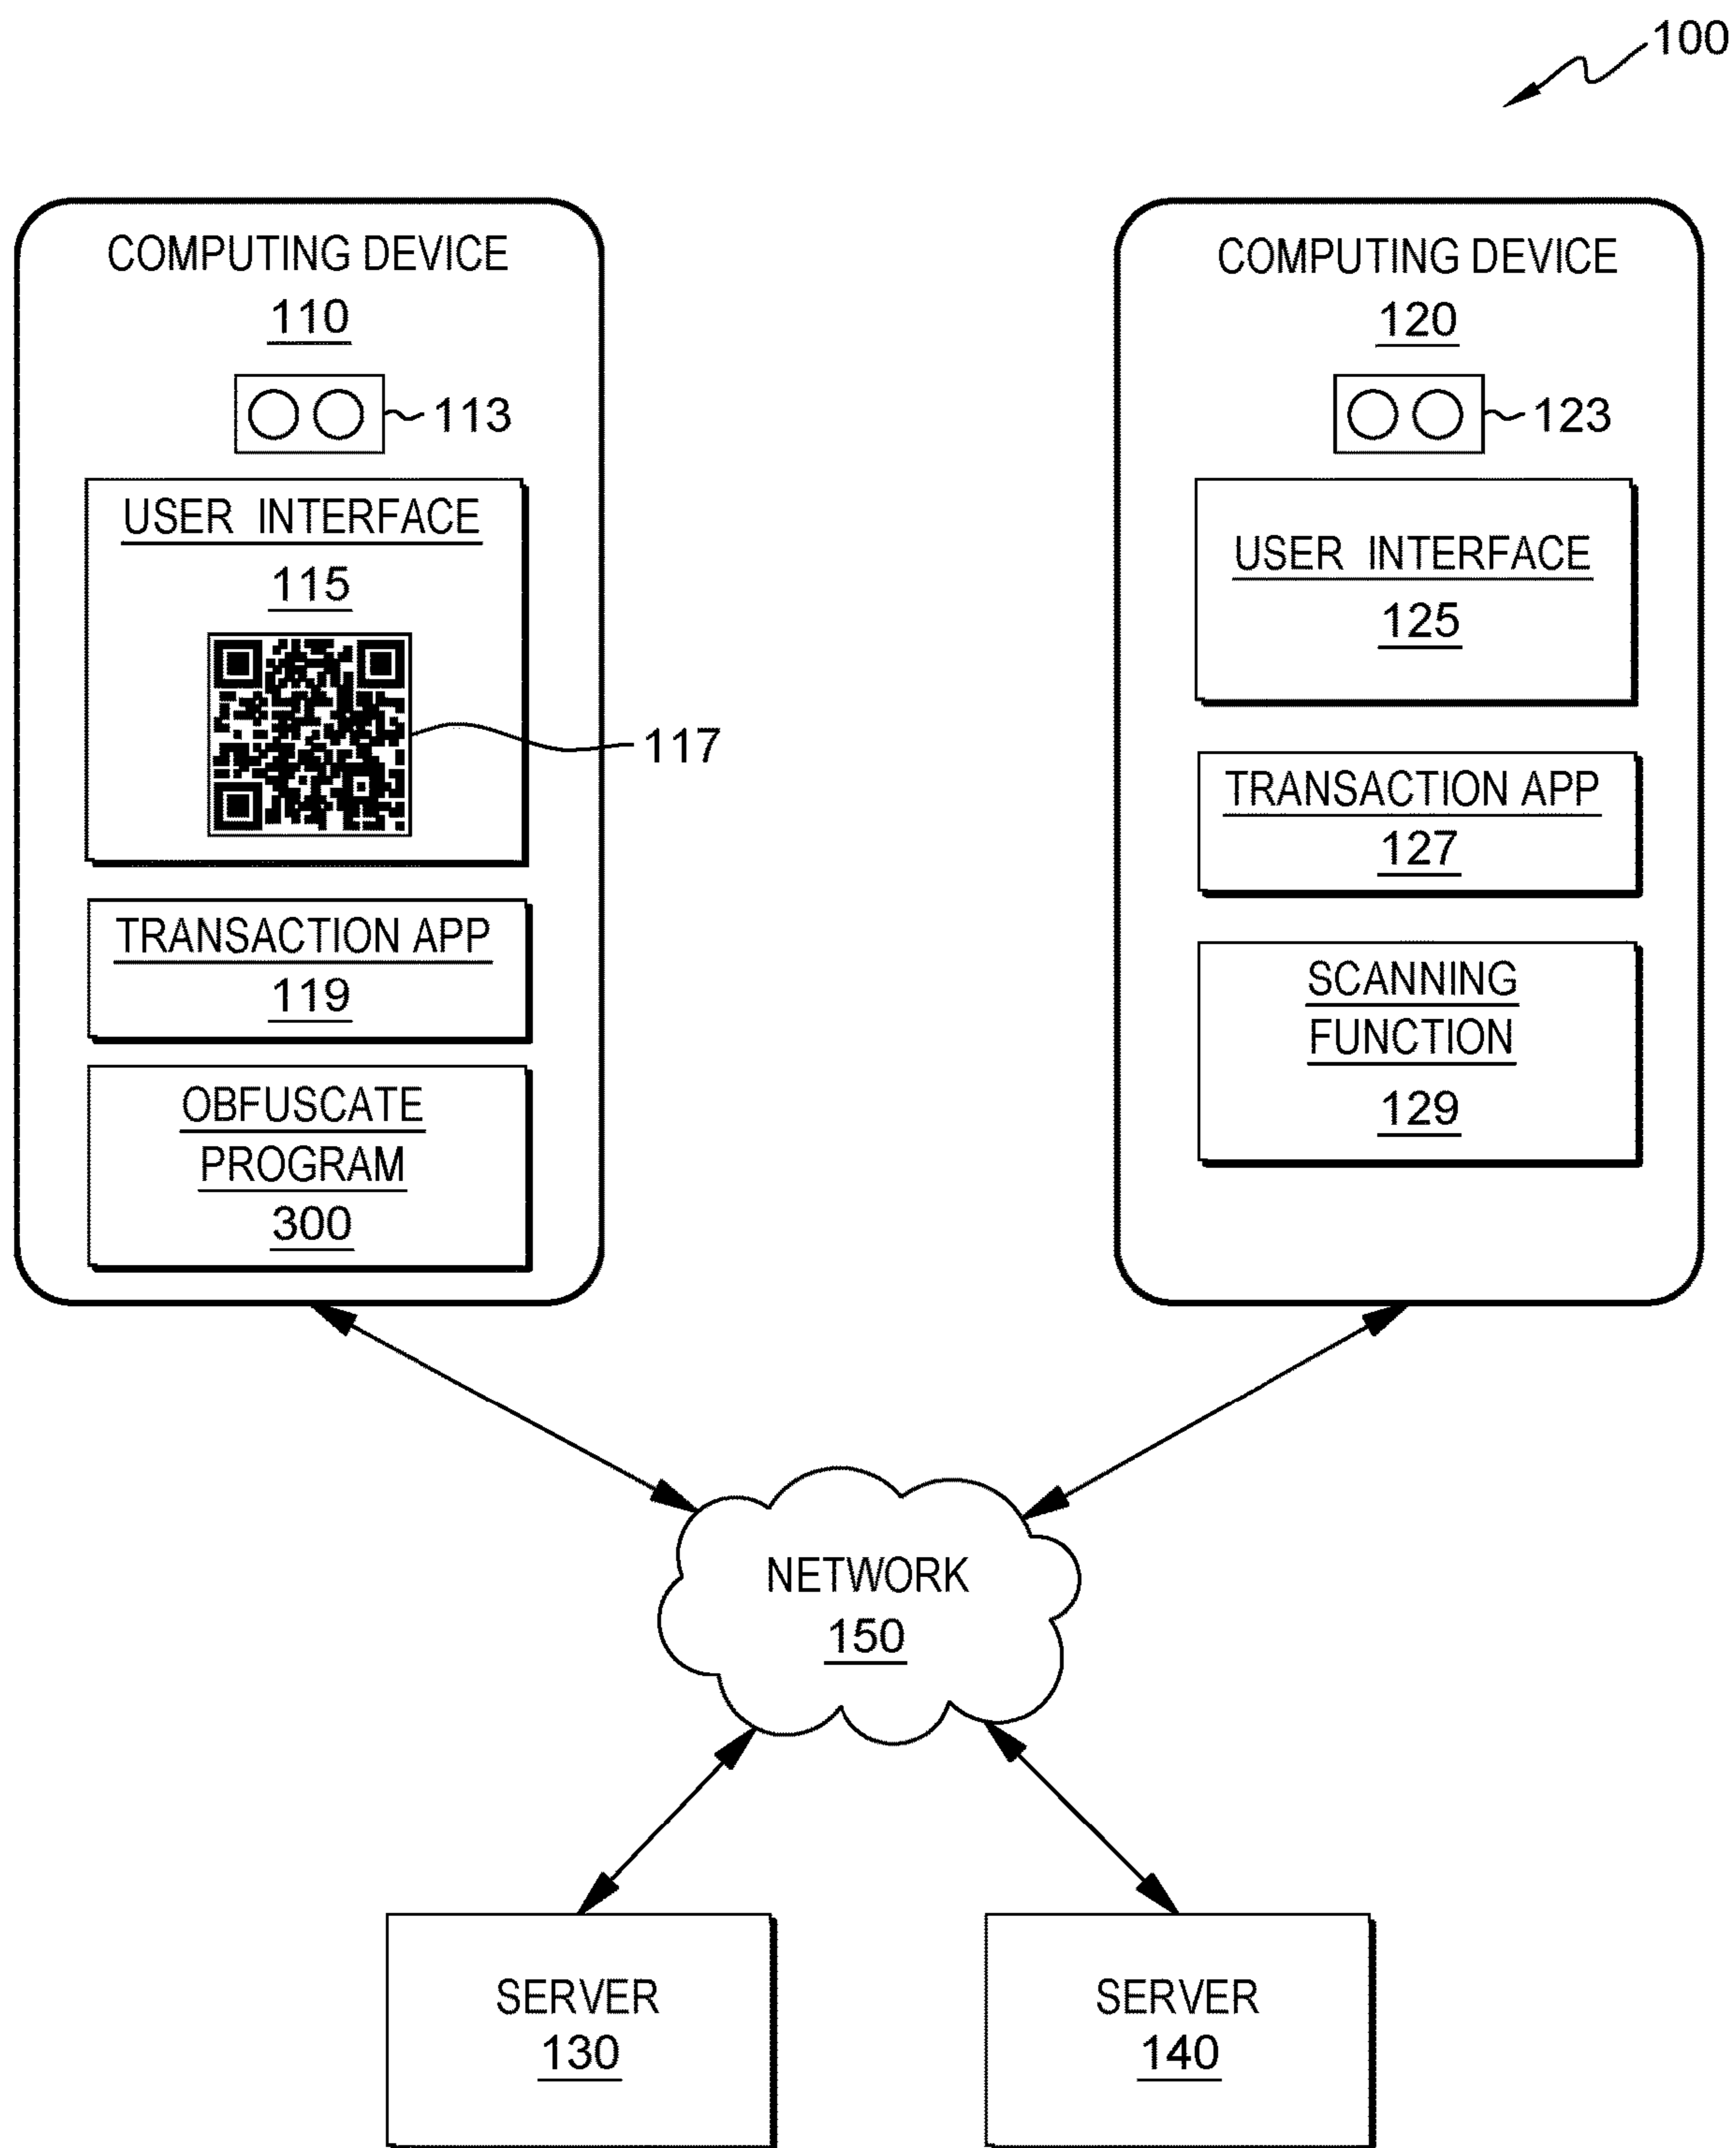 100
COMPUTING DEVICE
110
113
USER INTERFACE
115
117
TRANSACTION APP
119
OBFUSCATE
PROGRAM
300
COMPUTING DEVICE
120
123
USER INTERFACE
125
TRANSACTION APP
127
SCANNING
FUNCTION
129
NETWORK
150
SERVER
130
SERVER
140